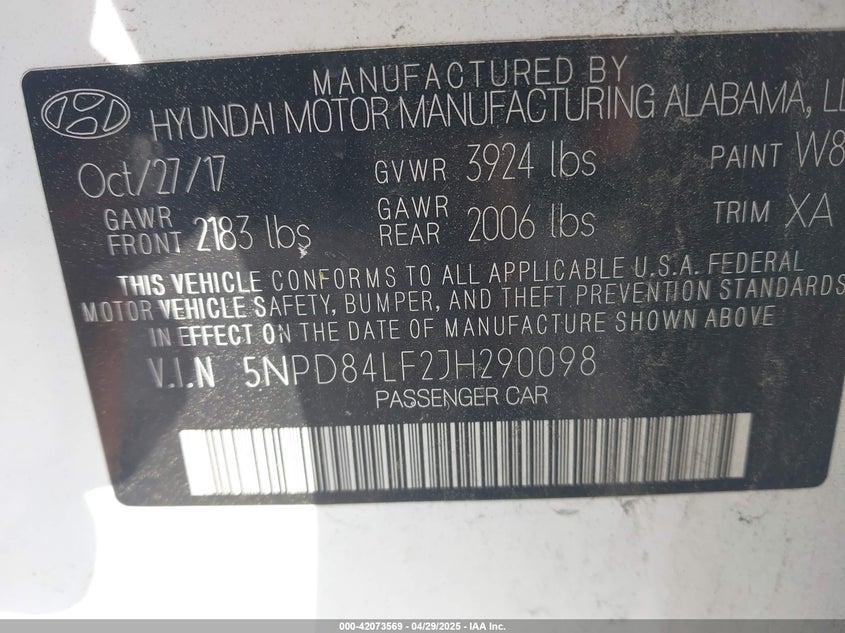 MANUFACTURED BY
HYUNDAI MOTOR MANUFACTURING ALABAMA, LL
Oct/27/17 GVWR 3924 lbs PAINT W8
GAWR FRONT 2183 lbs GAWR REAR 2006 lbs TRIM XA
THIS VEHICLE CONFORMS TO ALL APPLICABLE U.S.A. FEDERAL
MOTOR VEHICLE SAFETY, BUMPER, AND THEFT PREVENTION STANDARDS
IN EFFECT ON THE DATE OF MANUFACTURE SHOWN ABOVE
V.I.N 5NPD84LF2JH290098
PASSENGER CAR
000-42073569 - 04/29/2025 - IAA Inc.